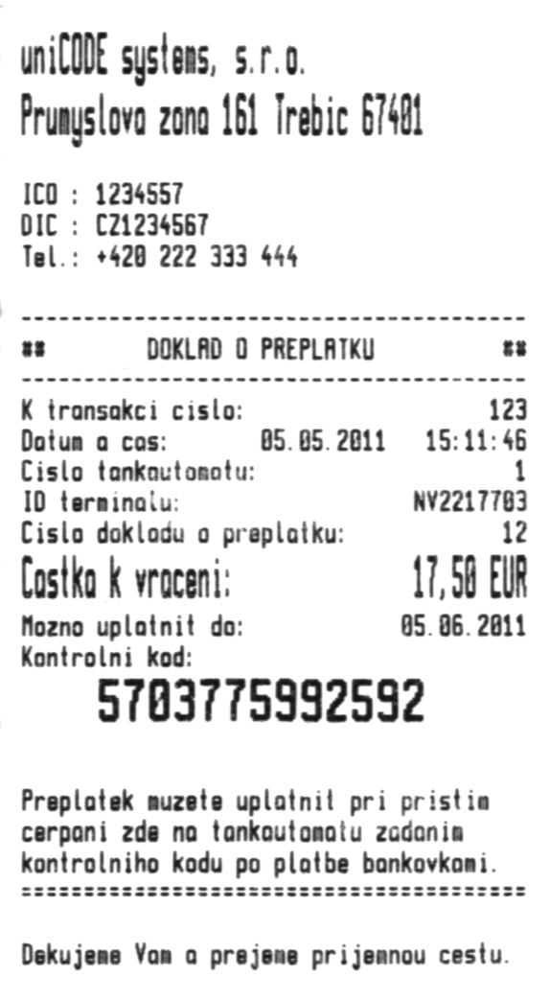 uniCODE systems, s.r.o.
Prumyslova zona 161 Trebic 67401
ICO : 1234557
DIC : CZ1234567
Tel.: +420 222 333 444
----------------------------------------
## DOKLAD O PREPLATKU ##
----------------------------------------
K transakci cislo: 123
Datum a cas: 05.05.2011 15:11:46
Cislo tankautomatu: 1
ID terminalu: NV2217703
Cislo dokladu o preplatku: 12
Castka k vraceni: 17,50 EUR
Mozno uplatnit do: 05.06.2011
Kontrolni kod:
5703775992592
Preplatek muzete uplatnit pri pristim
cerpani zde na tankautomatu zadanim
kontrolniho kodu po platbe bankovkami.
========================================
Dekujeme Vam a prejeme prijemnou cestu.